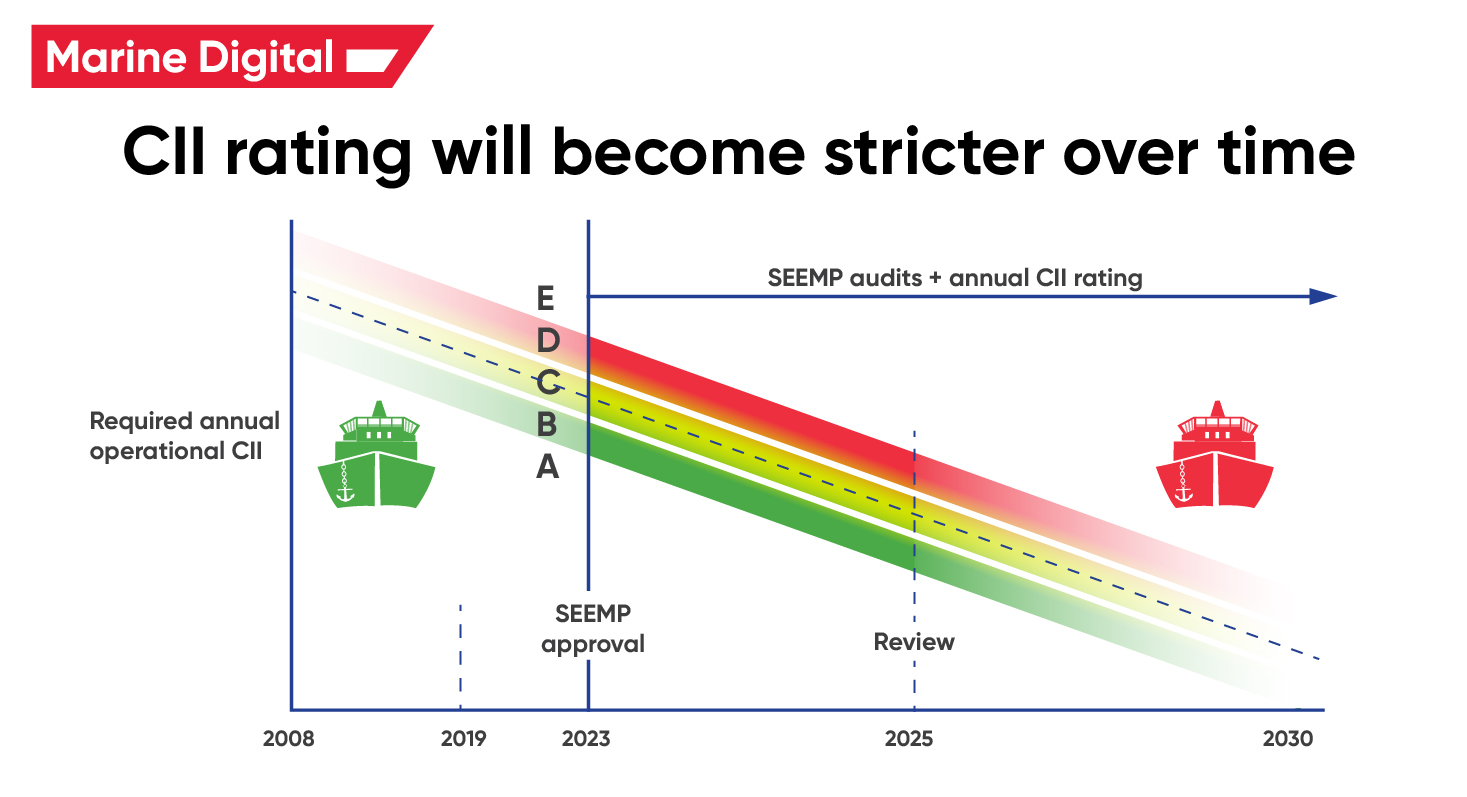 Marine Digital
CII rating will become stricter over time
SEEMP audits + annual CII rating
E
D
C
B
A
Required annual
operational CII
SEEMP
approval
Review
2008
2019
2023
2025
2030